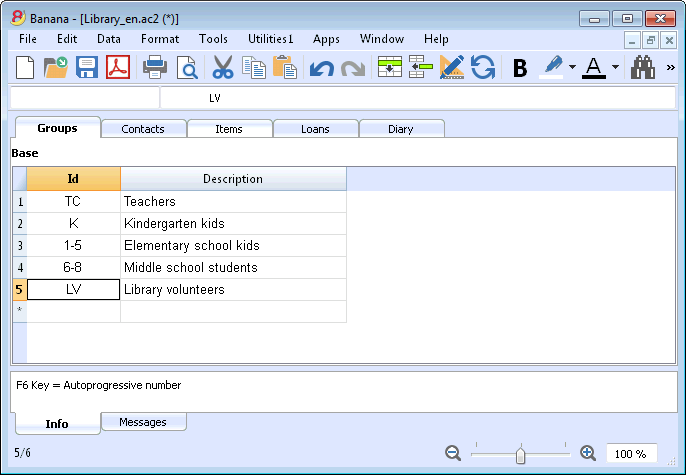 Banana - [Library_en.ac2 (*)]
File Edit Data Format Tools Utilities1 Apps Window Help
B A »
LV
Groups Contacts Items Loans Diary
Base
Id Description
1 TC Teachers
2 K Kindergarten kids
3 1-5 Elementary school kids
4 6-8 Middle school students
5 LV Library volunteers
*
F6 Key = Autoprogressive number
Info Messages
5/6 100 %